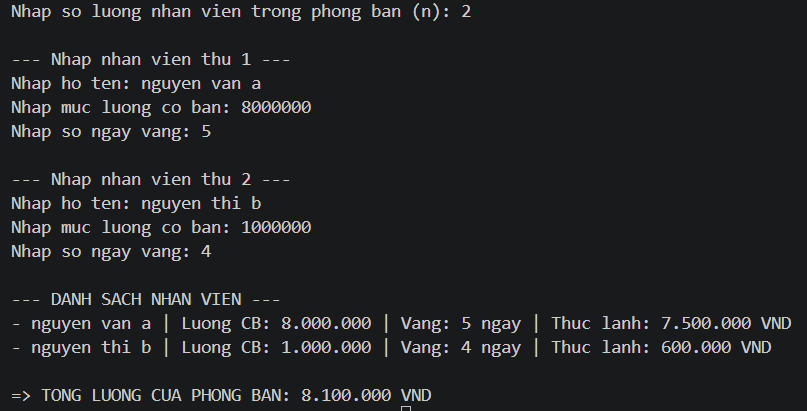 Nhap so luong nhan vien trong phong ban (n): 2
--- Nhap nhan vien thu 1 ---
Nhap ho ten: nguyen van a
Nhap muc luong co ban: 8000000
Nhap so ngay vang: 5
--- Nhap nhan vien thu 2 ---
Nhap ho ten: nguyen thi b
Nhap muc luong co ban: 1000000
Nhap so ngay vang: 4
--- DANH SACH NHAN VIEN ---
- nguyen van a | Luong CB: 8.000.000 | Vang: 5 ngay | Thuc lanh: 7.500.000 VND
- nguyen thi b | Luong CB: 1.000.000 | Vang: 4 ngay | Thuc lanh: 600.000 VND
=> TONG LUONG CUA PHONG BAN: 8.100.000 VND